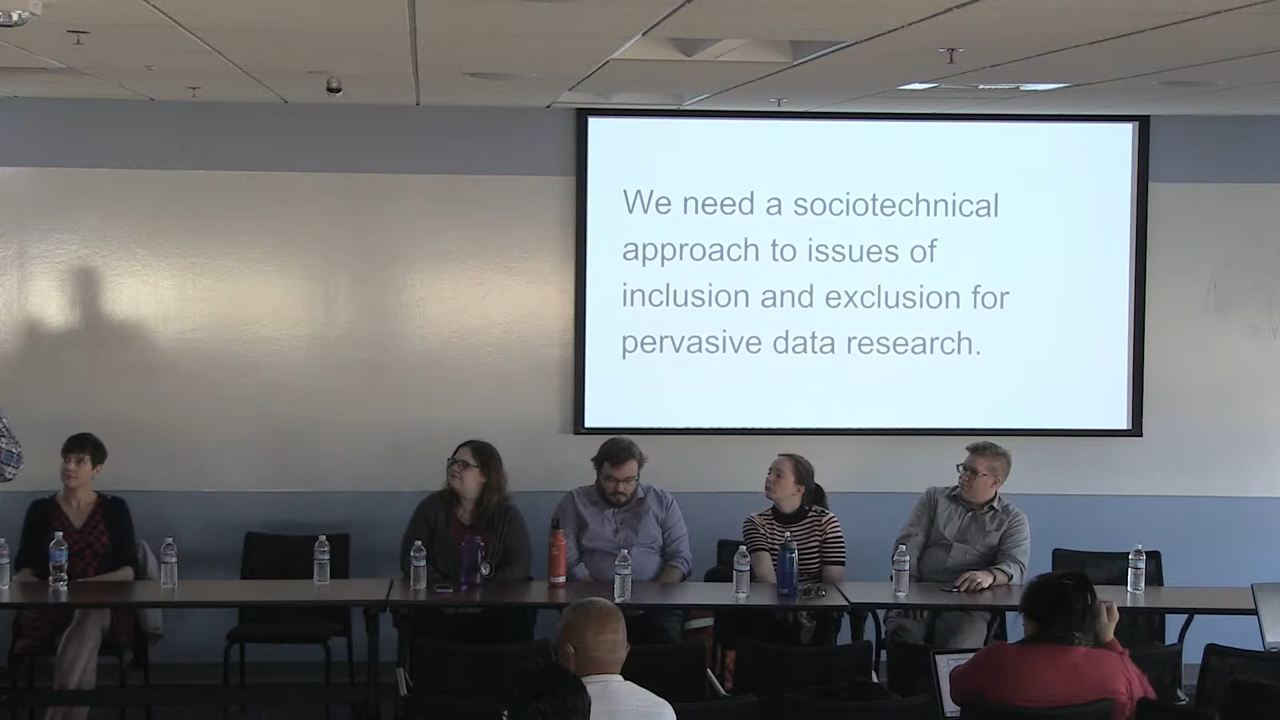 We need a sociotechnical
approach to issues of
inclusion and exclusion for
pervasive data research.